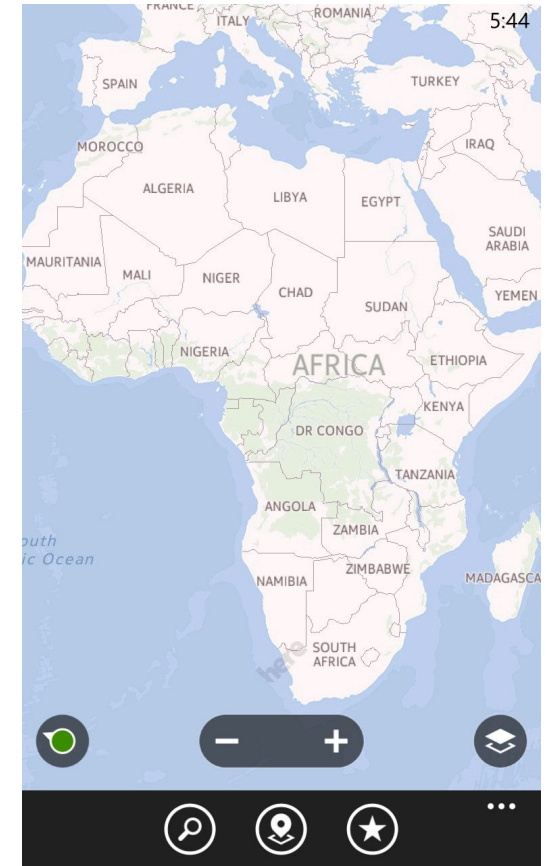 FRANCE
ITALY
ROMANIA
5:44
SPAIN
TURKEY
MOROCCO
IRAQ
ALGERIA
LIBYA
EGYPT
SAUDI
ARABIA
MAURITANIA
MALI
NIGER
CHAD
SUDAN
YEMEN
NIGERIA
AFRICA
ETHIOPIA
KENYA
DR CONGO
TANZANIA
ANGOLA
ZAMBIA
outh
ic Ocean
NAMIBIA
ZIMBABWE
MADAGASCA
SOUTH
AFRICA
here